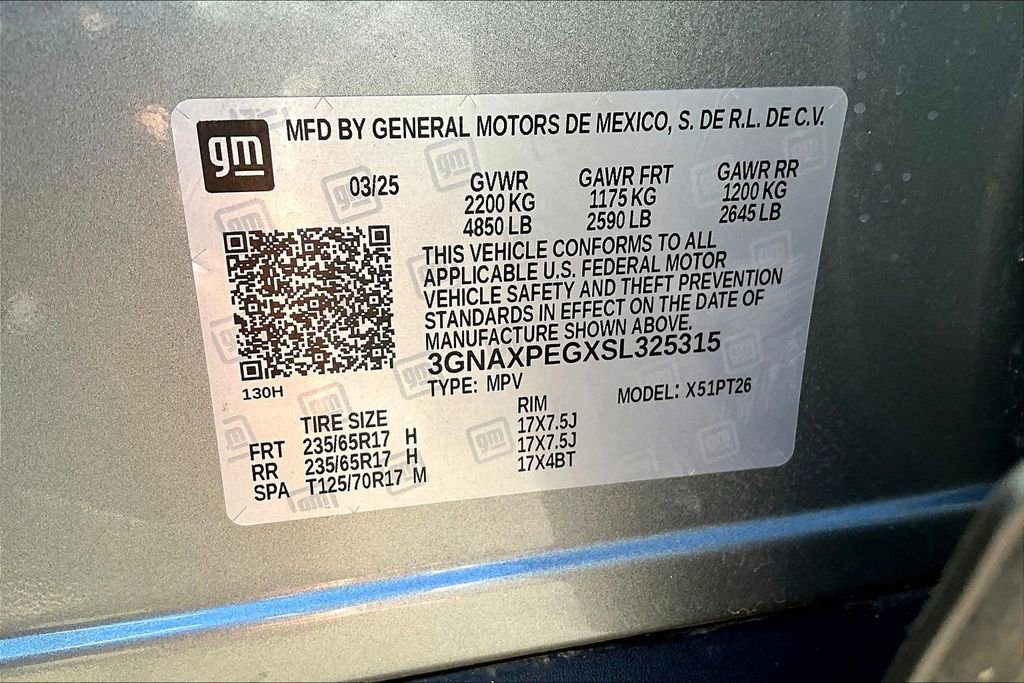 gm
MFD BY GENERAL MOTORS DE MEXICO, S. DE R.L. DE C.V.
03/25
GVWR
2200 KG
4850 LB
GAWR FRT
1175 KG
2590 LB
GAWR RR
1200 KG
2645 LB
THIS VEHICLE CONFORMS TO ALL
APPLICABLE U.S. FEDERAL MOTOR
VEHICLE SAFETY AND THEFT PREVENTION
STANDARDS IN EFFECT ON THE DATE OF
MANUFACTURE SHOWN ABOVE.
3GNAXPEGXSL325315
130H
TYPE: MPV MODEL: X51PT26
TIRE SIZE RIM
FRT 235/65R17 H 17X7.5J
RR 235/65R17 H 17X7.5J
SPA T125/70R17 M 17X4BT